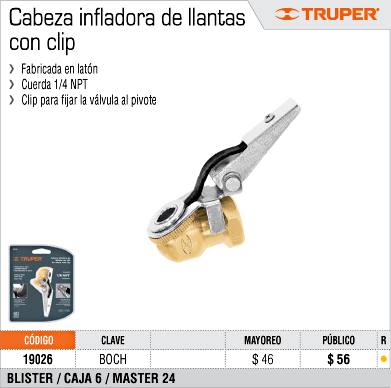 Cabeza infladora de llantas
con clip
TRUPER®
› Fabricada en latón
› Cuerda 1/4 NPT
› Clip para fijar la válvula al pivote
TRUPER
CÓDIGO CLAVE MAYOREO PÚBLICO R
19026 BOCH $ 46 $ 56
BLISTER / CAJA 6 / MASTER 24